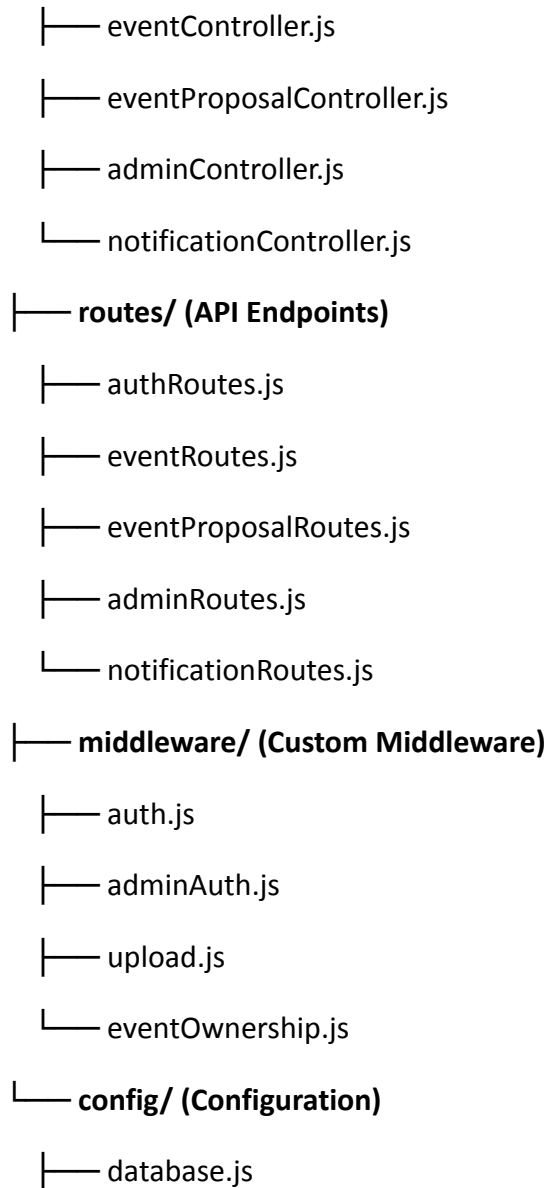 ├── eventController.js
├── eventProposalController.js
├── adminController.js
└── notificationController.js
├── routes/ (API Endpoints)
├── authRoutes.js
├── eventRoutes.js
├── eventProposalRoutes.js
├── adminRoutes.js
└── notificationRoutes.js
├── middleware/ (Custom Middleware)
├── auth.js
├── adminAuth.js
├── upload.js
└── eventOwnership.js
└── config/ (Configuration)
├── database.js